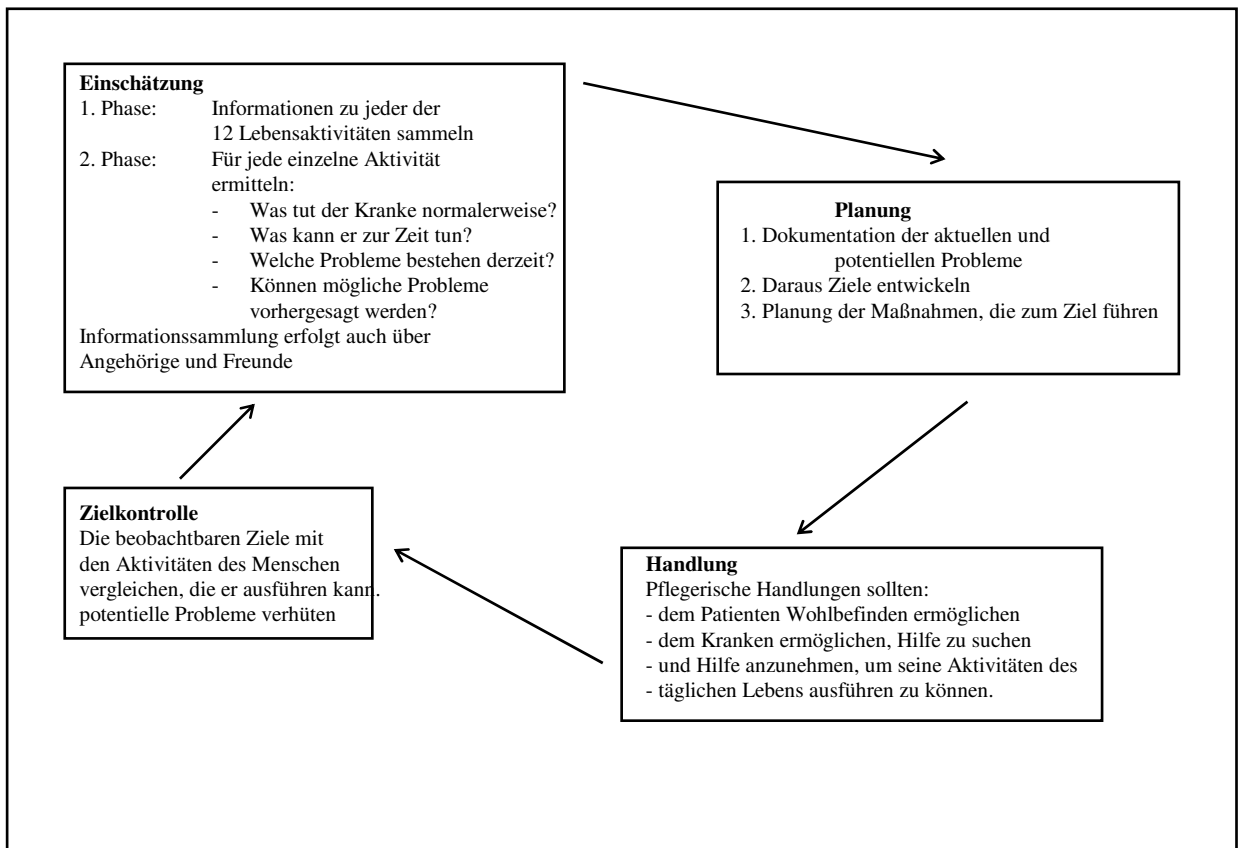 Einschätzung
1. Phase: Informationen zu jeder der
12 Lebensaktivitäten sammeln
2. Phase: Für jede einzelne Aktivität
ermitteln:
- Was tut der Kranke normalerweise?
- Was kann er zur Zeit tun?
- Welche Probleme bestehen derzeit?
- Können mögliche Probleme
vorhergesagt werden?
Informationssammlung erfolgt auch über
Angehörige und Freunde
Planung
1. Dokumentation der aktuellen und
potentiellen Probleme
2. Daraus Ziele entwickeln
3. Planung der Maßnahmen, die zum Ziel führen
Handlung
Pflegerische Handlungen sollten:
- dem Patienten Wohlbefinden ermöglichen
- dem Kranken ermöglichen, Hilfe zu suchen
- und Hilfe anzunehmen, um seine Aktivitäten des
- täglichen Lebens ausführen zu können.
Zielkontrolle
Die beobachtbaren Ziele mit
den Aktivitäten des Menschen
vergleichen, die er ausführen kann.
potentielle Probleme verhüten